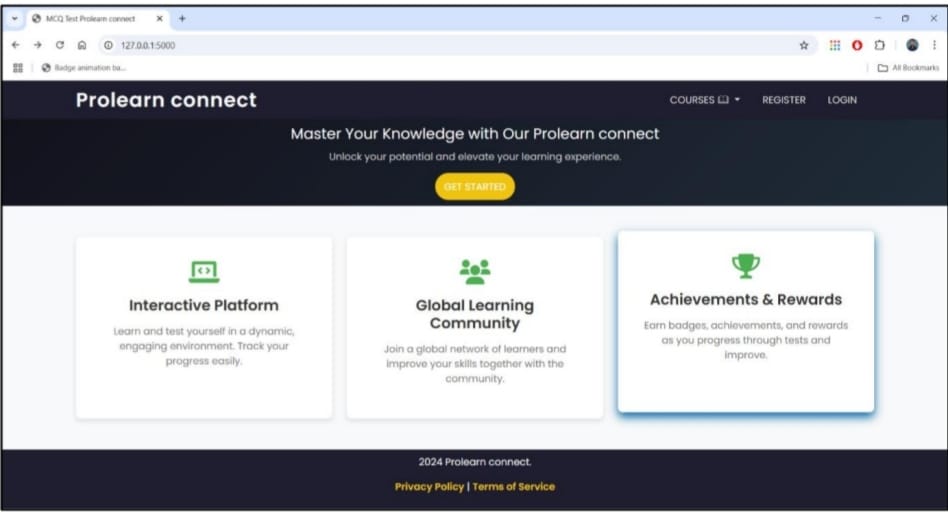 MCQ Test Prolearn connect
127.0.0.1:5000
Badge animation ba...
All Bookmarks
Prolearn connect
COURSES REGISTER LOGIN
Master Your Knowledge with Our Prolearn connect
Unlock your potential and elevate your learning experience.
GET STARTED
Interactive Platform
Learn and test yourself in a dynamic,
engaging environment. Track your
progress easily.
Global Learning
Community
Join a global network of learners and
improve your skills together with the
community.
Achievements & Rewards
Earn badges, achievements, and rewards
as you progress through tests and
improve.
2024 Prolearn connect.
Privacy Policy | Terms of Service